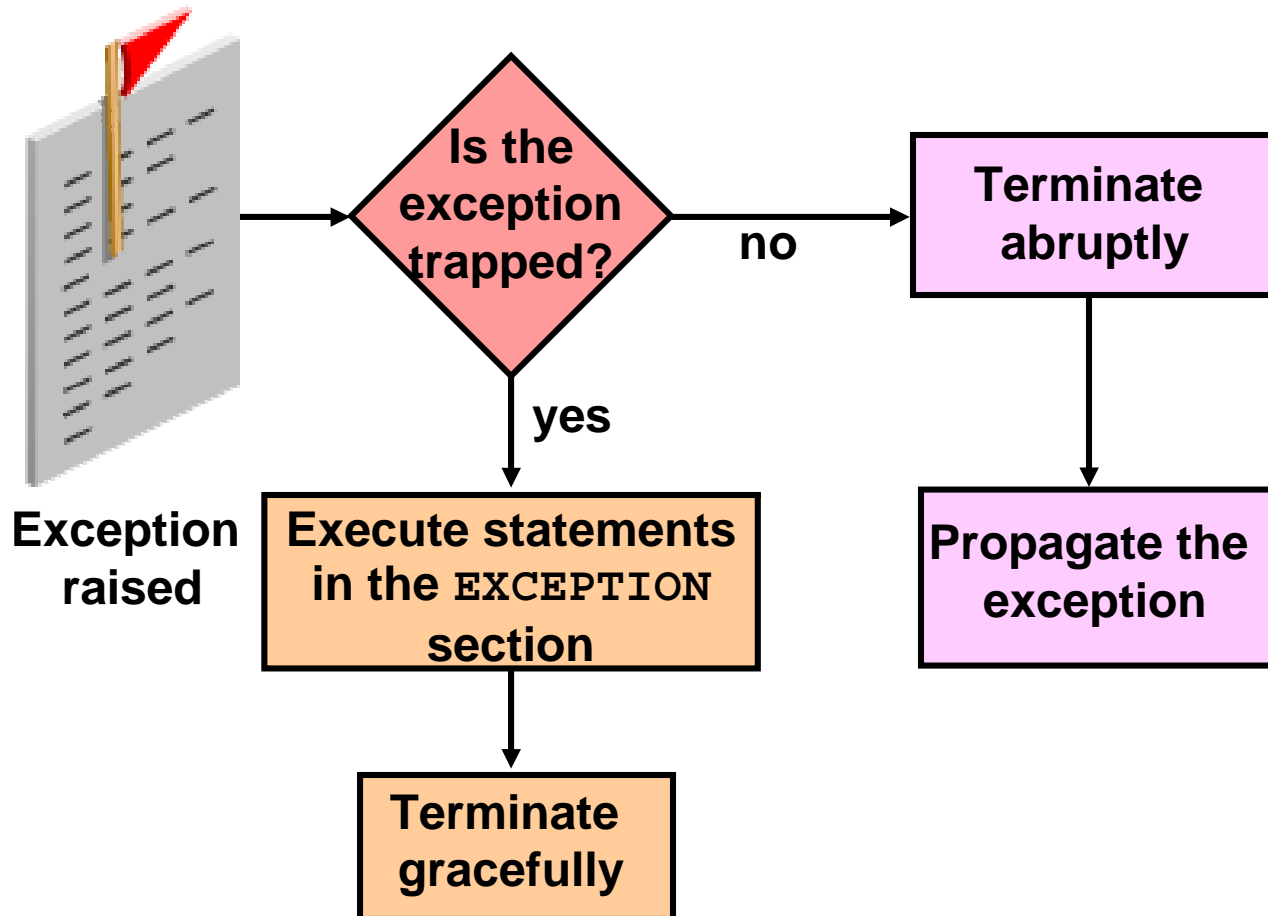 Exception
raised
Is the
exception
trapped?
no
Terminate
abruptly
Propagate the
exception
yes
Execute statements
in the EXCEPTION
section
Terminate
gracefully